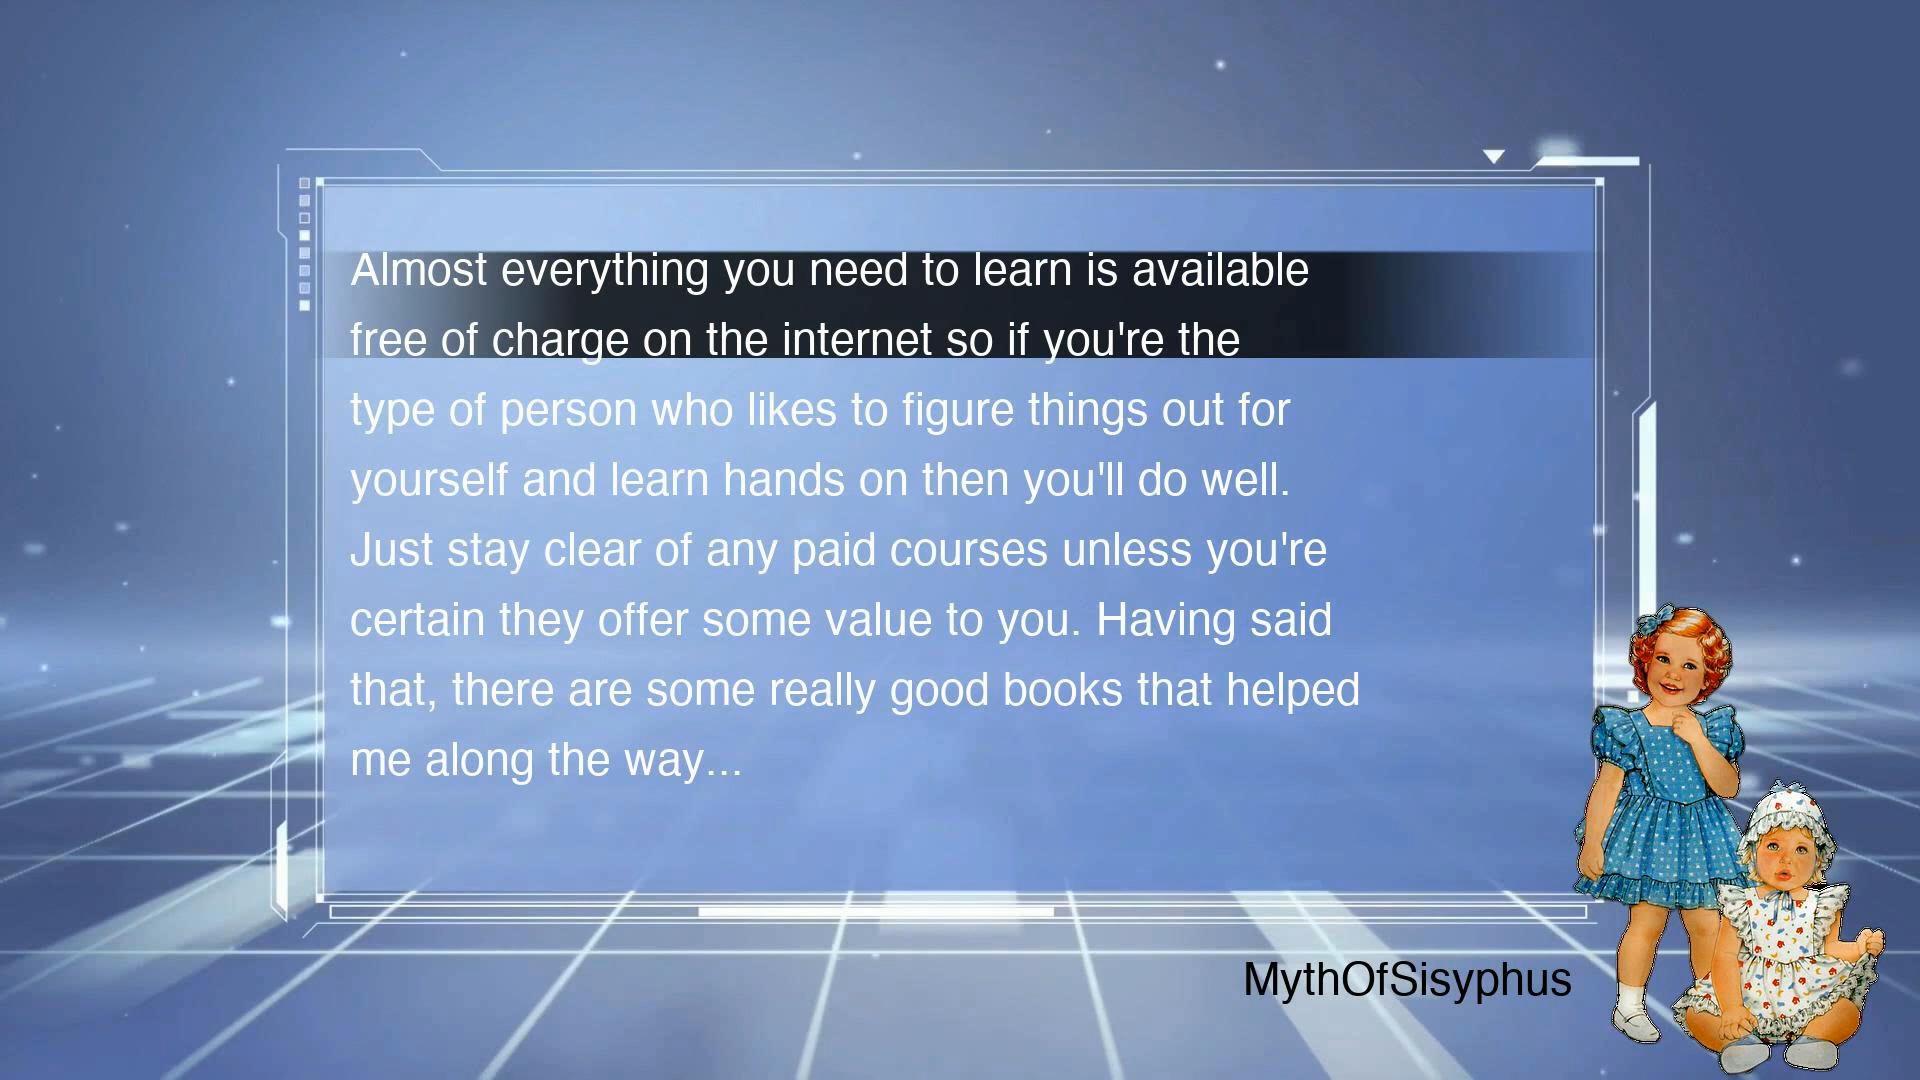 Almost everything you need to learn is available
free of charge on the internet so if you're the
type of person who likes to figure things out for
yourself and learn hands on then you'll do well.
Just stay clear of any paid courses unless you're
certain they offer some value to you. Having said
that, there are some really good books that helped
me along the way...
MythOfSisyphus